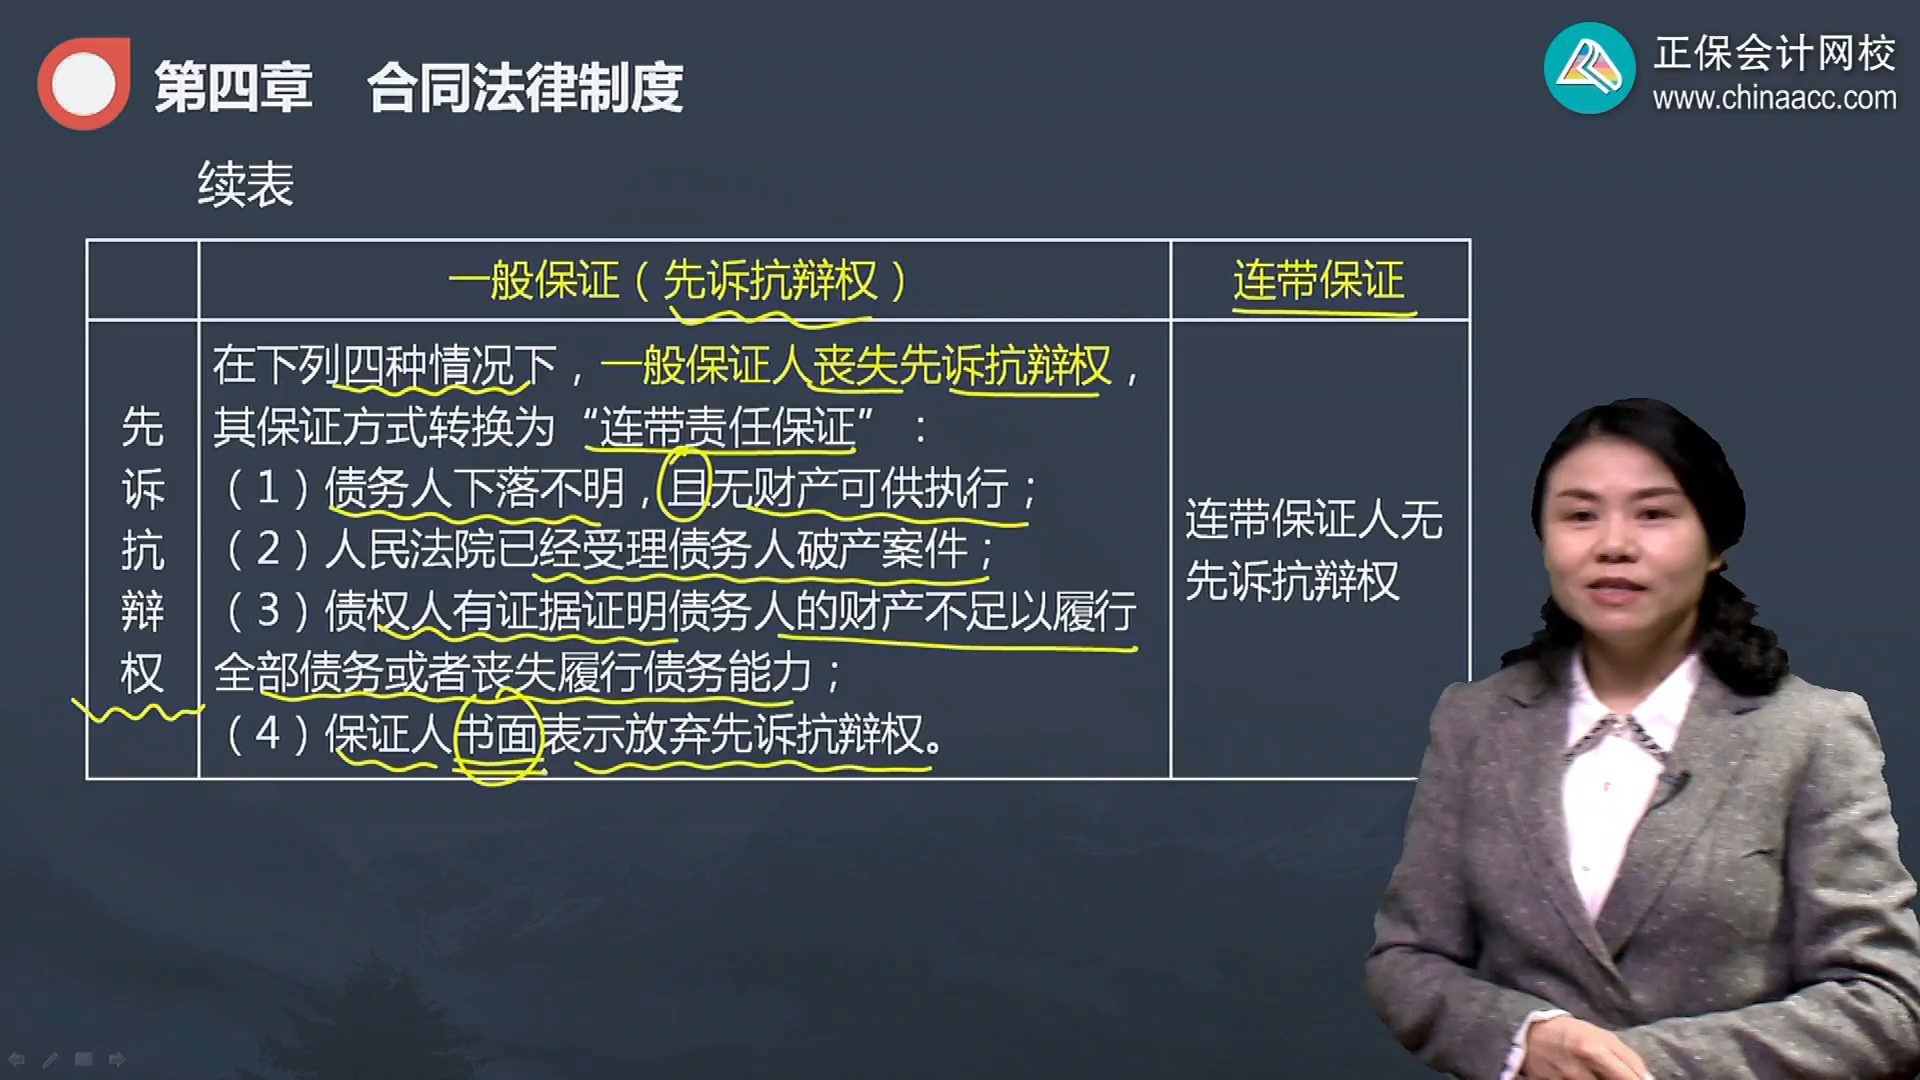 第四章 合同法律制度
正保会计网校
www.chinaacc.com
续表
一般保证（先诉抗辩权）
连带保证
先诉抗辩权
在下列四种情况下，一般保证人丧失先诉抗辩权，
其保证方式转换为“连带责任保证”：
（1）债务人下落不明，且无财产可供执行；
（2）人民法院已经受理债务人破产案件；
（3）债权人有证据证明债务人的财产不足以履行
全部债务或者丧失履行债务能力；
（4）保证人书面表示放弃先诉抗辩权。
连带保证人无
先诉抗辩权